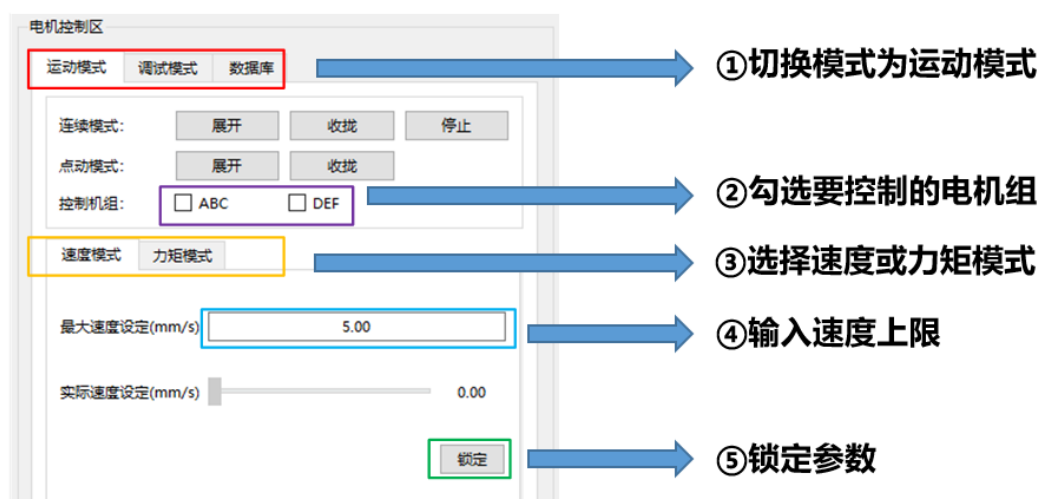 电机控制区
运动模式 调试模式 数据库
①切换模式为运动模式
连续模式: 展开 收拢 停止
点动模式: 展开 收拢
控制机组: ABC DEF
②勾选要控制的电机组
速度模式 力矩模式
③选择速度或力矩模式
最大速度设定(mm/s) 5.00
④输入速度上限
实际速度设定(mm/s) 0.00
锁定
⑤锁定参数